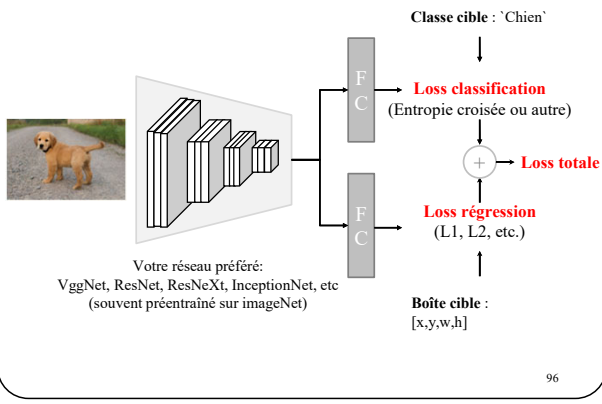 Classe cible : `Chien`
F
C
Loss classification
(Entropie croisée ou autre)
+
Loss totale
F
C
Loss régression
(L1, L2, etc.)
Votre réseau préféré:
VggNet, ResNet, ResNeXt, InceptionNet, etc
(souvent préentraîné sur imageNet)
Boîte cible :
[x,y,w,h]
96